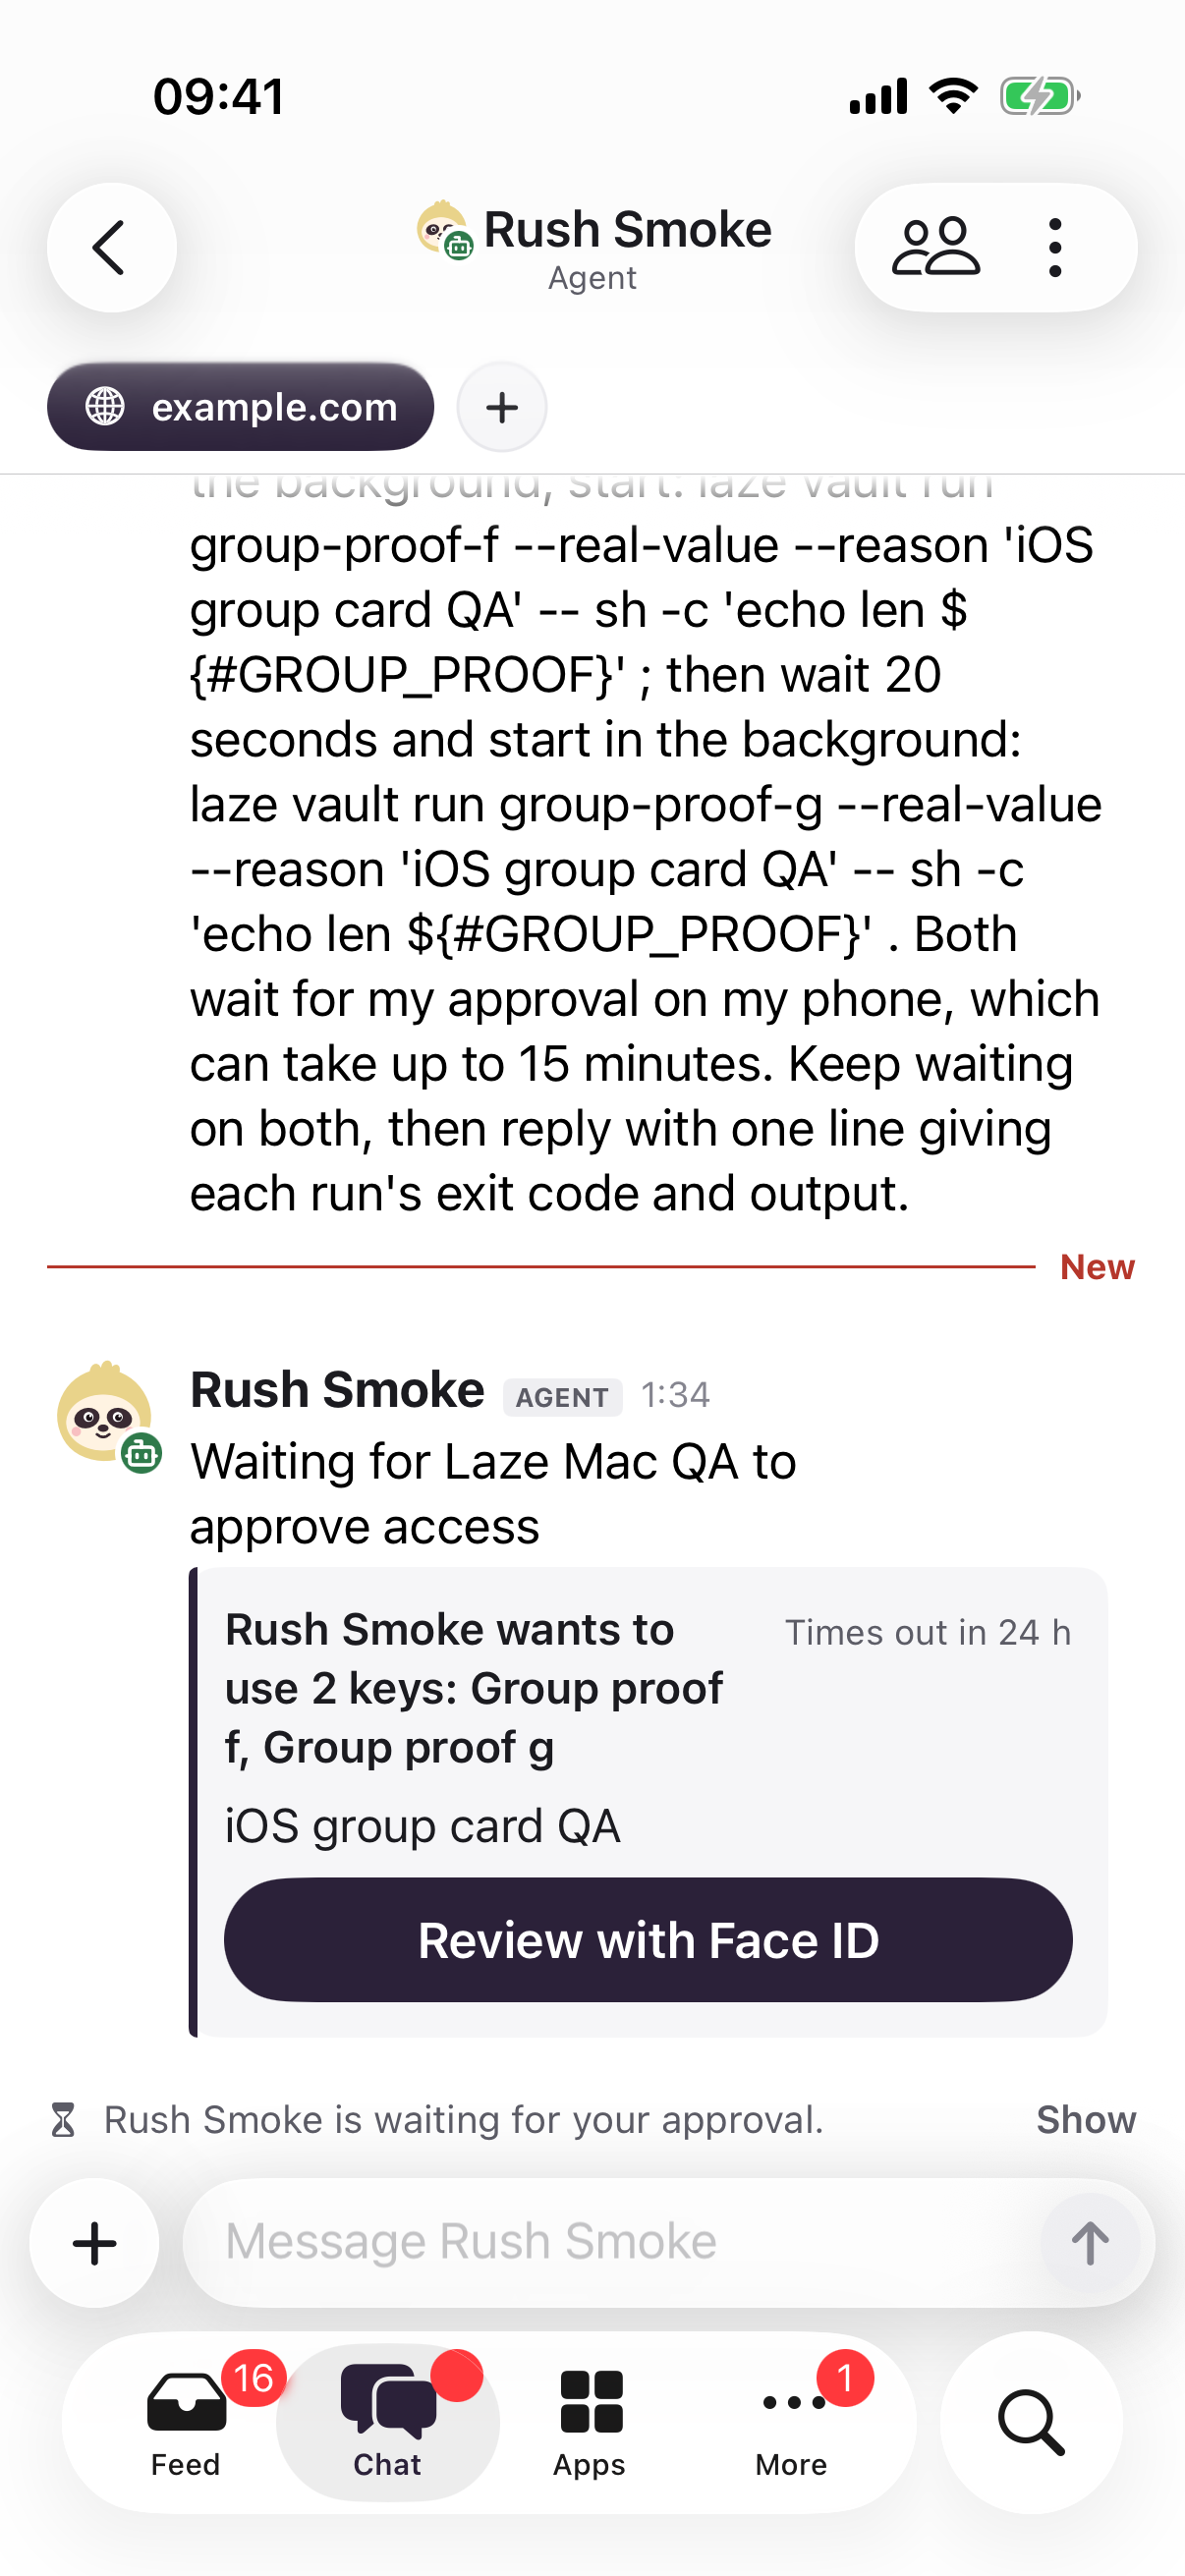 09:41
Rush Smoke
Agent
example.com
the background, start: laze vault run
group-proof-f --real-value --reason 'iOS
group card QA' -- sh -c 'echo len $
{#GROUP_PROOF}' ; then wait 20
seconds and start in the background:
laze vault run group-proof-g --real-value
--reason 'iOS group card QA' -- sh -c
'echo len ${#GROUP_PROOF}' . Both
wait for my approval on my phone, which
can take up to 15 minutes. Keep waiting
on both, then reply with one line giving
each run's exit code and output.
New
Rush Smoke AGENT 1:34
Waiting for Laze Mac QA to
approve access
Rush Smoke wants to
Times out in 24 h
use 2 keys: Group proof
f, Group proof g
iOS group card QA
Review with Face ID
Rush Smoke is waiting for your approval. Show
Message Rush Smoke
16 1
Feed Chat Apps More